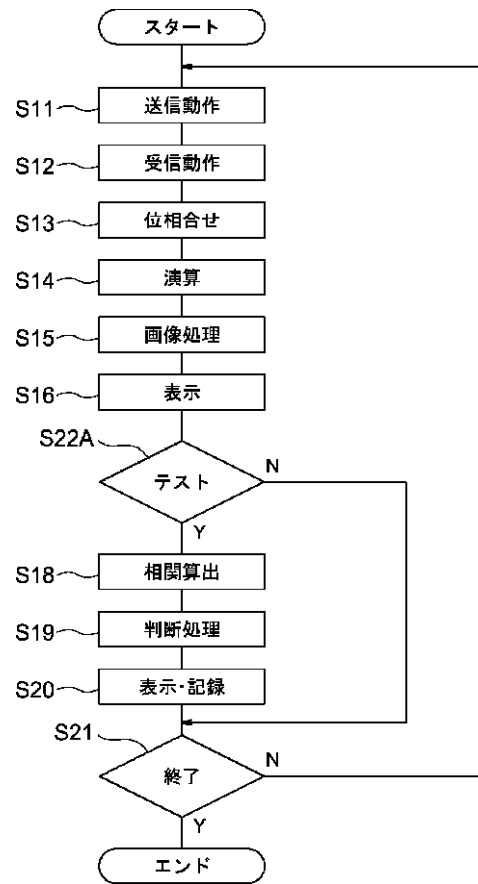 スタート
S11 送信動作
S12 受信動作
S13 位相合せ
S14 演算
S15 画像処理
S16 表示
S22A
テスト
N
Y
S18 相関算出
S19 判断処理
S20 表示・記録
S21
終了
N
Y
エンド